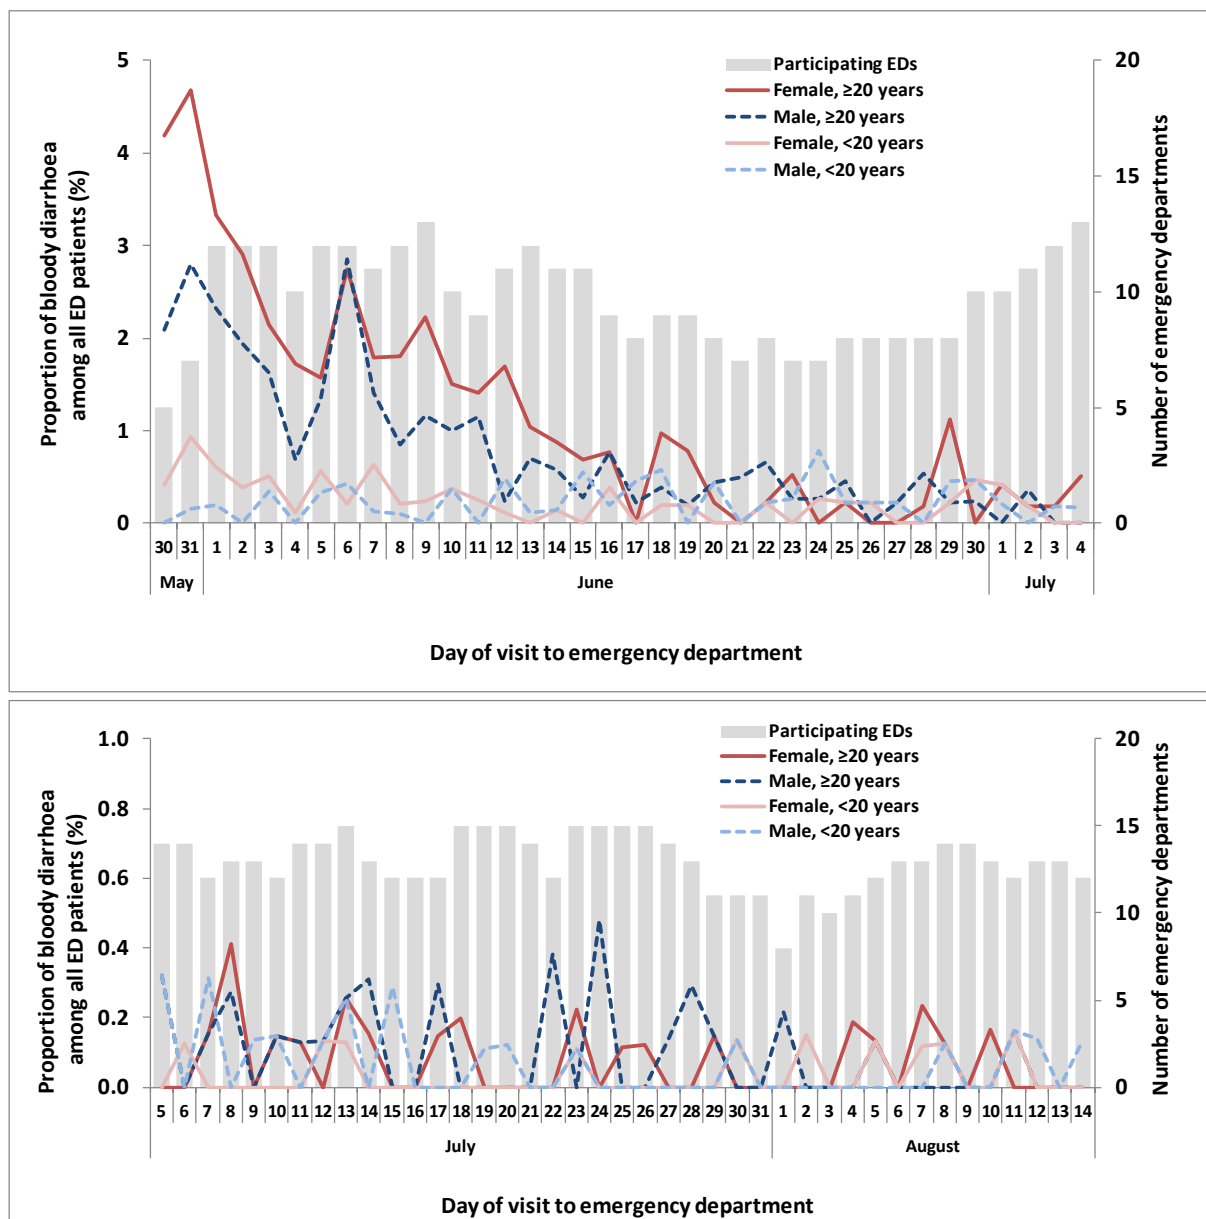 Participating EDs
Female, ≥20 years
Male, ≥20 years
Female, <20 years
Male, <20 years
Proportion of bloody diarrhoea
among all ED patients (%)
5
4
3
2
1
0
Number of emergency departments
20
15
10
5
0
30 31 1 2 3 4 5 6 7 8 9 10 11 12 13 14 15 16 17 18 19 20 21 22 23 24 25 26 27 28 29 30 1 2 3 4
May June July
Day of visit to emergency department
Participating EDs
Female, ≥20 years
Male, ≥20 years
Female, <20 years
Male, <20 years
Proportion of bloody diarrhoea
among all ED patients (%)
1.0
0.8
0.6
0.4
0.2
0.0
Number of emergency departments
20
15
10
5
0
5 6 7 8 9 10 11 12 13 14 15 16 17 18 19 20 21 22 23 24 25 26 27 28 29 30 31 1 2 3 4 5 6 7 8 9 10 11 12 13 14
July August
Day of visit to emergency department